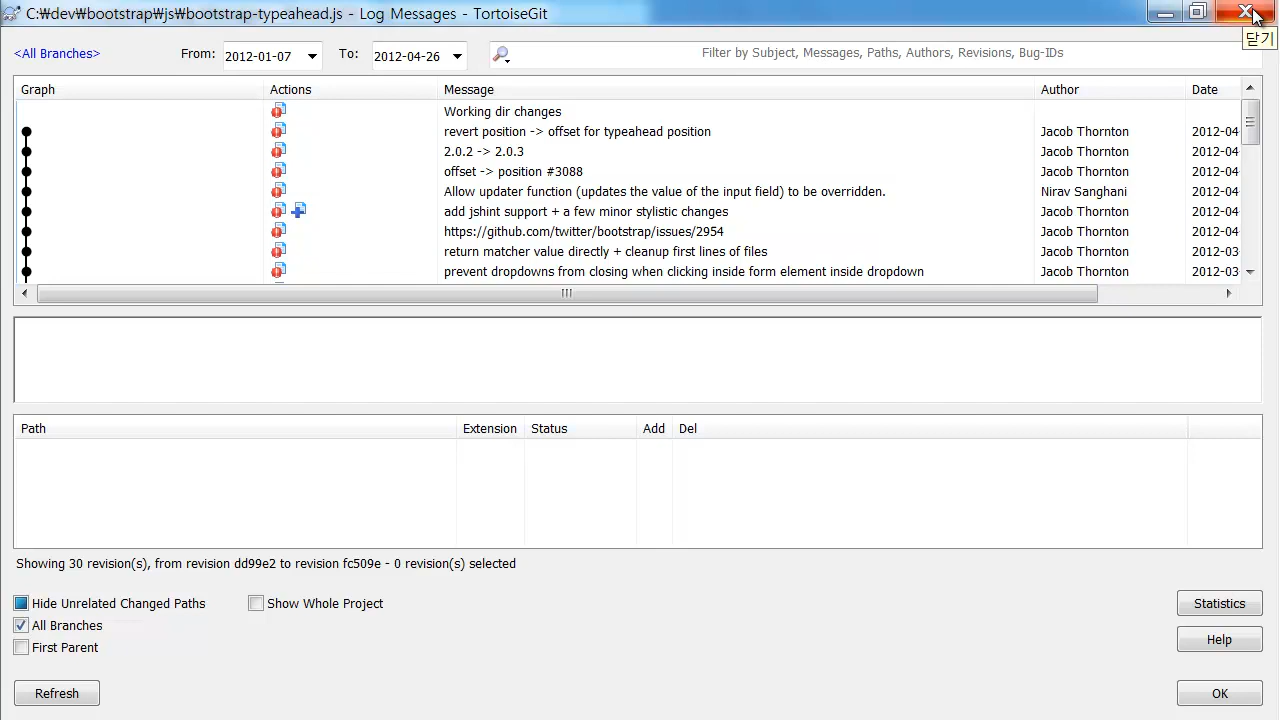 C:₩dev₩bootstrap₩js₩bootstrap-typeahead.js - Log Messages - TortoiseGit
닫기
<All Branches> From: 2012-01-07 To: 2012-04-26 Filter by Subject, Messages, Paths, Authors, Revisions, Bug-IDs
Graph Actions Message Author Date
Working dir changes
revert position -> offset for typeahead position Jacob Thornton 2012-04
2.0.2 -> 2.0.3 Jacob Thornton 2012-04
offset -> position #3088 Jacob Thornton 2012-04
Allow updater function (updates the value of the input field) to be overridden. Nirav Sanghani 2012-04
add jshint support + a few minor stylistic changes Jacob Thornton 2012-04
https://github.com/twitter/bootstrap/issues/2954 Jacob Thornton 2012-04
return matcher value directly + cleanup first lines of files Jacob Thornton 2012-03
prevent dropdowns from closing when clicking inside form element inside dropdown Jacob Thornton 2012-03
Path Extension Status Add Del
Showing 30 revision(s), from revision dd99e2 to revision fc509e - 0 revision(s) selected
Hide Unrelated Changed Paths Show Whole Project Statistics
All Branches
First Parent Help
Refresh OK